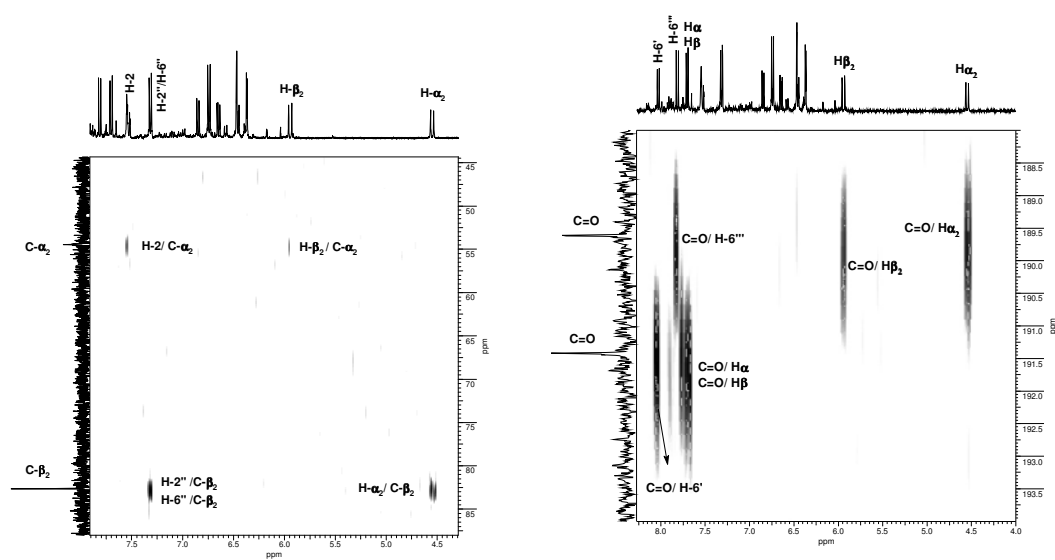 H-2
H-2"/H-6"
H-β₂
H-α₂
C-α₂
C-β₂
H-2/ C-α₂
H-β₂ / C-α₂
H-2" /C-β₂
H-6" /C-β₂
H-α₂/ C-β₂
45
50
55
60
65
70
75
80
85
ppm
7.5
7.0
6.5
6.0
5.5
5.0
4.5
ppm
H-6'
H-6'''
Hα
Hβ
Hβ₂
Hα₂
C=O
C=O
C=O/ H-6'''
C=O/ Hβ₂
C=O/ Hα₂
C=O/ Hα
C=O/ Hβ
C=O/ H-6'
188.5
189.0
189.5
190.0
190.5
191.0
191.5
192.0
192.5
193.0
193.5
ppm
8.0
7.5
7.0
6.5
6.0
5.5
5.0
4.5
4.0
ppm